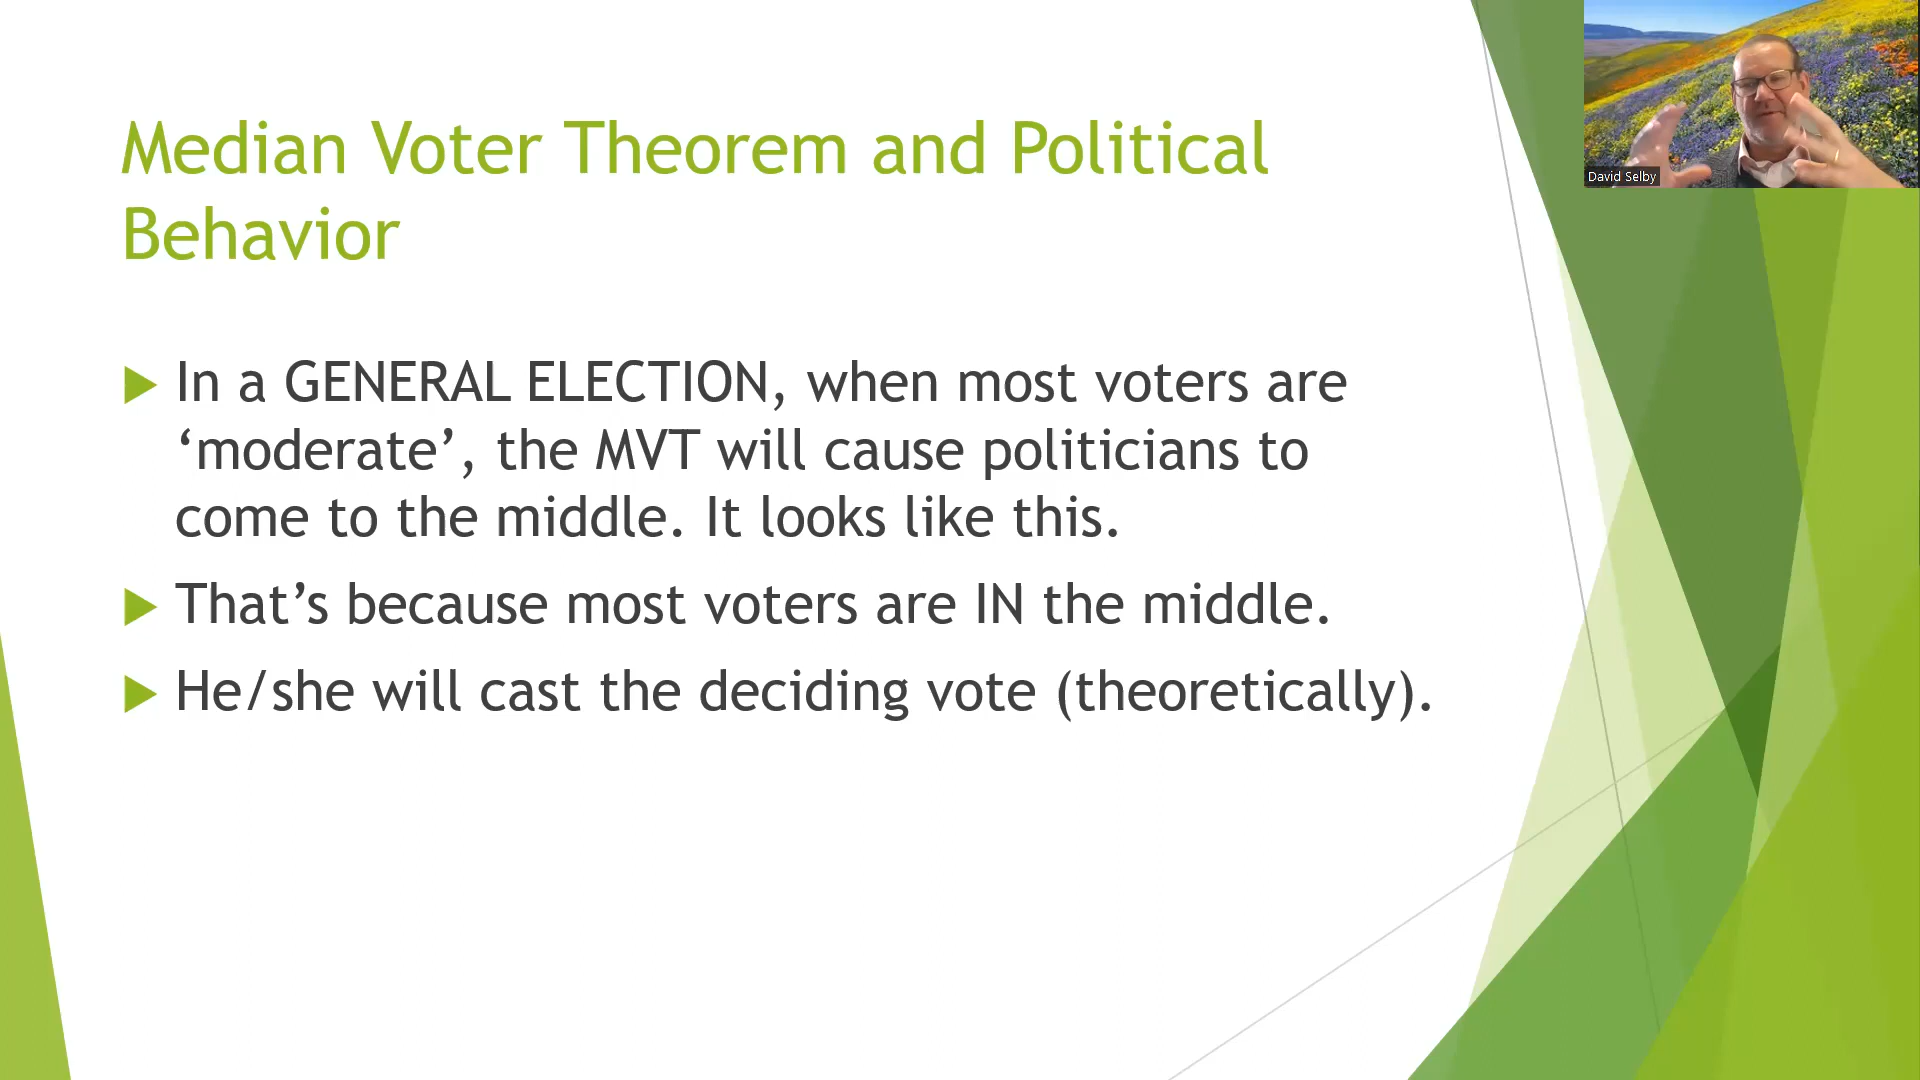 Median Voter Theorem and Political
Behavior
In a GENERAL ELECTION, when most voters are
‘moderate’, the MVT will cause politicians to
come to the middle. It looks like this.
That’s because most voters are IN the middle.
He/she will cast the deciding vote (theoretically).
David Selby